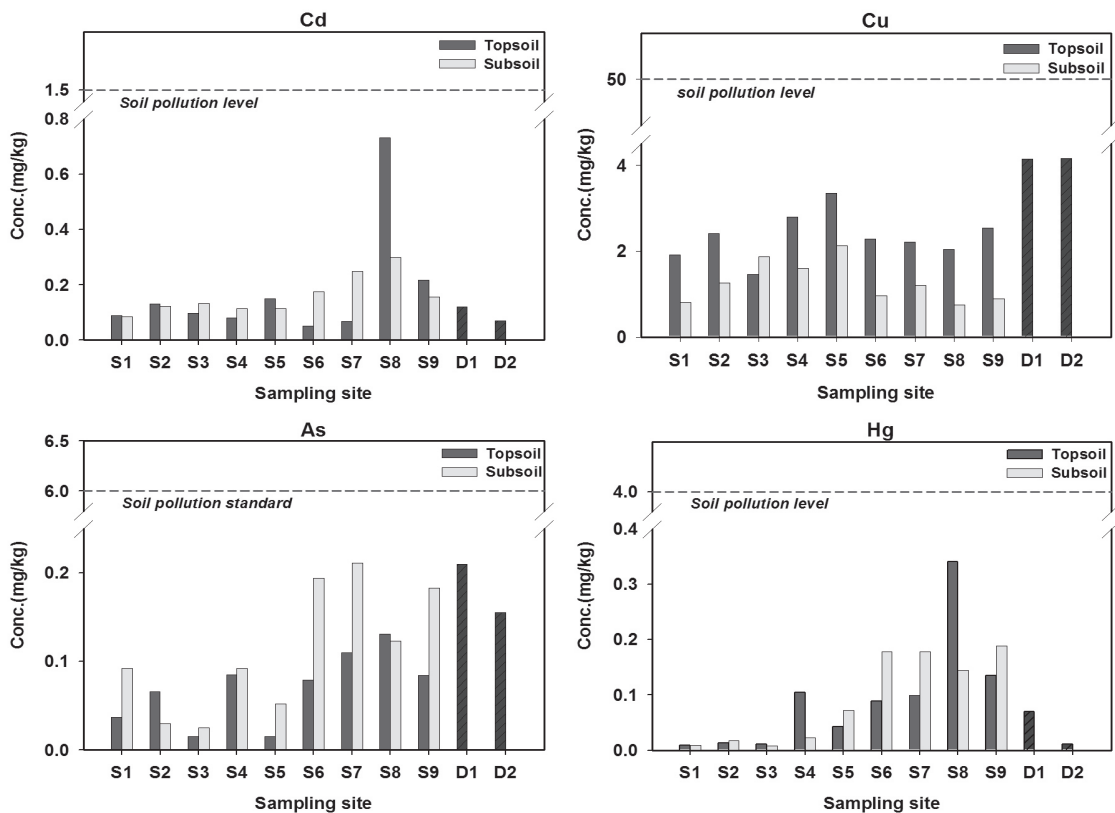 Cd
Topsoil
Subsoil
1.5
Soil pollution level
0.8
0.6
0.4
0.2
0.0
Conc.(mg/kg)
S1 S2 S3 S4 S5 S6 S7 S8 S9 D1 D2
Sampling site
Cu
Topsoil
Subsoil
50
soil pollution level
4
2
0
Conc.(mg/kg)
S1 S2 S3 S4 S5 S6 S7 S8 S9 D1 D2
Sampling site
As
6.5
Topsoil
Subsoil
6.0
Soil pollution standard
0.2
0.1
0.0
Conc.(mg/kg)
S1 S2 S3 S4 S5 S6 S7 S8 S9 D1 D2
Sampling site
Hg
Topsoil
Subsoil
4.0
Soil pollution level
0.4
0.3
0.2
0.1
0.0
Conc.(mg/kg)
S1 S2 S3 S4 S5 S6 S7 S8 S9 D1 D2
Sampling site